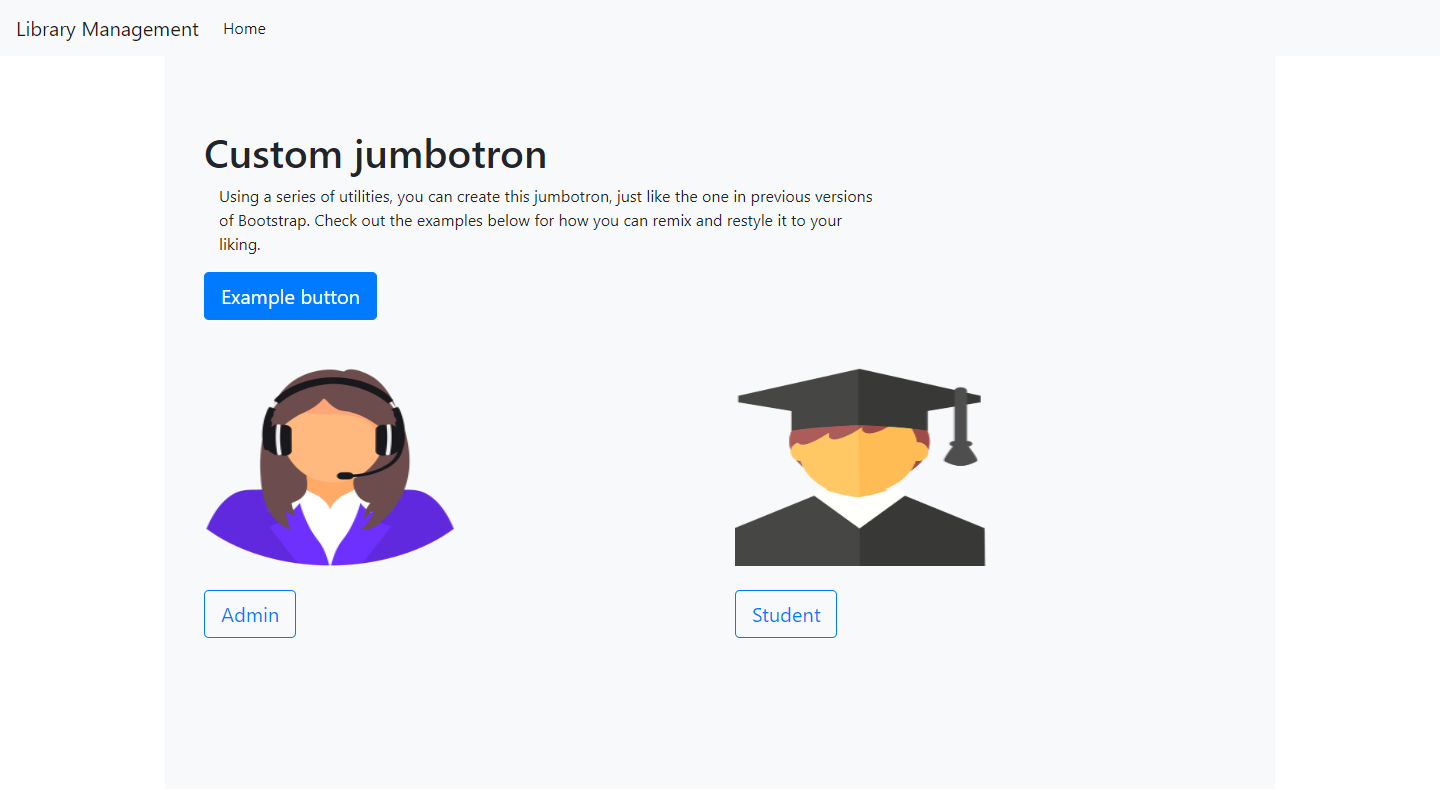 Library Management
Home
Custom jumbotron
Using a series of utilities, you can create this jumbotron, just like the one in previous versions
of Bootstrap. Check out the examples below for how you can remix and restyle it to your
liking.
Example button
Admin
Student